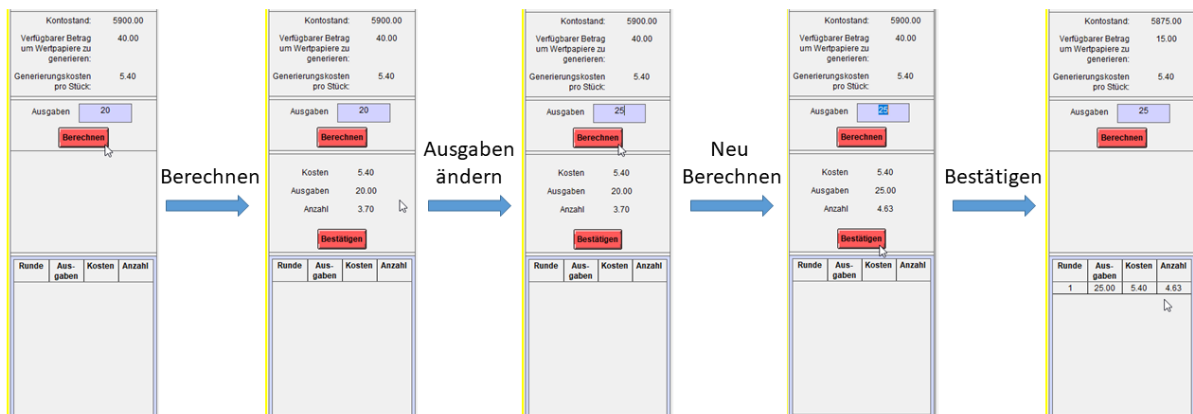 Kontostand: 5900.00
Verfügbarer Betrag 40.00
um Wertpapiere zu
generieren:
Generierungskosten 5.40
pro Stück:
Ausgaben 20
Berechnen
Runde Aus- Kosten Anzahl
gaben
Berechnen
Kontostand: 5900.00
Verfügbarer Betrag 40.00
um Wertpapiere zu
generieren:
Generierungskosten 5.40
pro Stück:
Ausgaben 20
Berechnen
Kosten 5.40
Ausgaben 20.00
Anzahl 3.70
Bestätigen
Runde Aus- Kosten Anzahl
gaben
Ausgaben
ändern
Kontostand: 5900.00
Verfügbarer Betrag 40.00
um Wertpapiere zu
generieren:
Generierungskosten 5.40
pro Stück:
Ausgaben 25
Berechnen
Kosten 5.40
Ausgaben 20.00
Anzahl 3.70
Bestätigen
Runde Aus- Kosten Anzahl
gaben
Neu
Berechnen
Kontostand: 5900.00
Verfügbarer Betrag 40.00
um Wertpapiere zu
generieren:
Generierungskosten 5.40
pro Stück:
Ausgaben 25
Berechnen
Kosten 5.40
Ausgaben 25.00
Anzahl 4.63
Bestätigen
Runde Aus- Kosten Anzahl
gaben
Bestätigen
Kontostand: 5875.00
Verfügbarer Betrag 15.00
um Wertpapiere zu
generieren:
Generierungskosten 5.40
pro Stück:
Ausgaben 25
Berechnen
Runde Aus- Kosten Anzahl
gaben
1 25.00 5.40 4.63